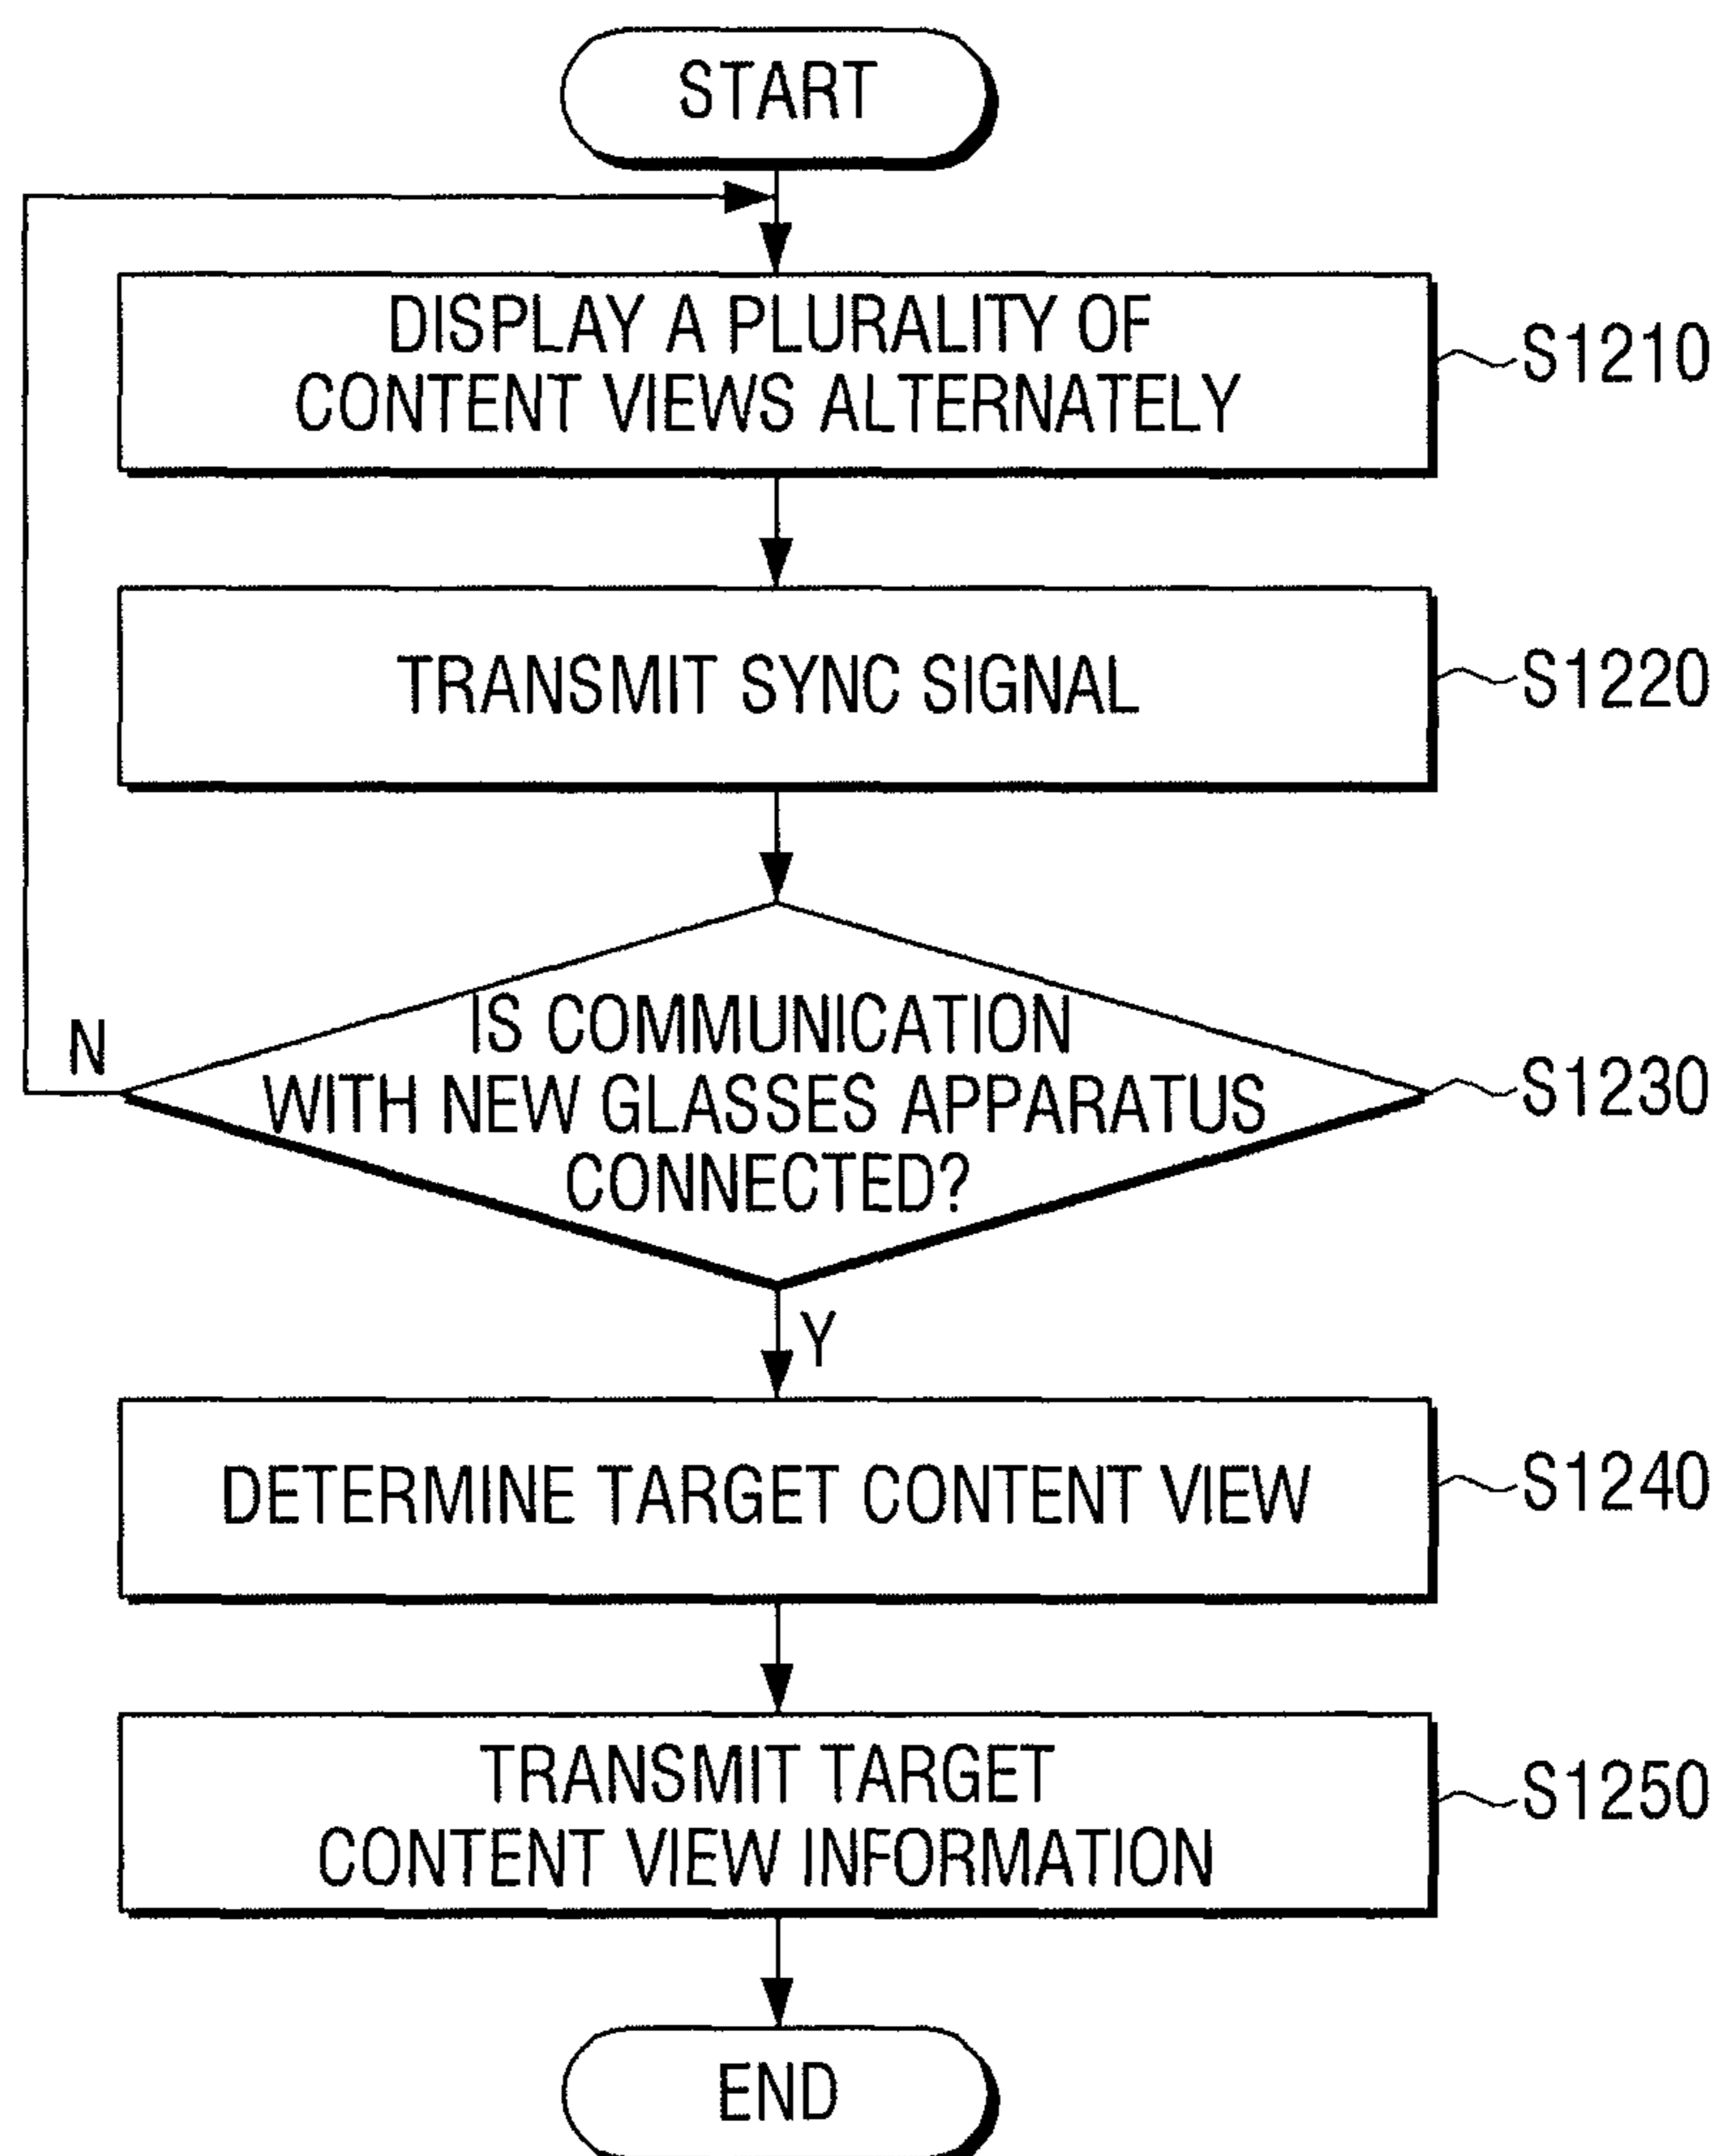 START
DISPLAY A PLURALITY OF
CONTENT VIEWS ALTERNATELY
S1210
TRANSMIT SYNC SIGNAL
S1220
IS COMMUNICATION
WITH NEW GLASSES APPARATUS
CONNECTED?
S1230
N
Y
DETERMINE TARGET CONTENT VIEW
S1240
TRANSMIT TARGET
CONTENT VIEW INFORMATION
S1250
END